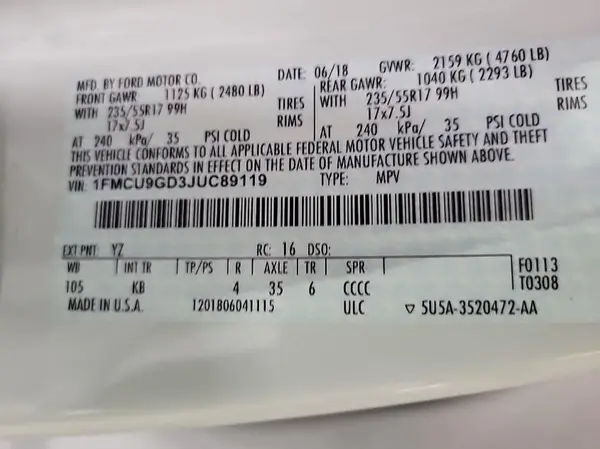 MFD. BY FORD MOTOR CO. DATE: 06/18 GVWR: 2159 KG ( 4760 LB)
FRONT GAWR 1125 KG ( 2480 LB) REAR GAWR: 1040 KG ( 2293 LB)
WITH 235/55R17 99H TIRES WITH 235/55R17 99H TIRES
17x7.5J RIMS 17x7.5J RIMS
AT 240 kPa/ 35 PSI COLD AT 240 kPa/ 35 PSI COLD
THIS VEHICLE CONFORMS TO ALL APPLICABLE FEDERAL MOTOR VEHICLE SAFETY AND THEFT
PREVENTION STANDARDS IN EFFECT ON THE DATE OF MANUFACTURE SHOWN ABOVE.
VIN: 1FMCU9GD3JUC89119 TYPE: MPV
EXT PNT: YZ RC: 16 DSO:
WB INT TR TP/PS R AXLE TR SPR F0113
105 KB 4 35 6 CCCC T0308
MADE IN U.S.A. 1201806041115 ULC ▽ 5U5A-3520472-AA